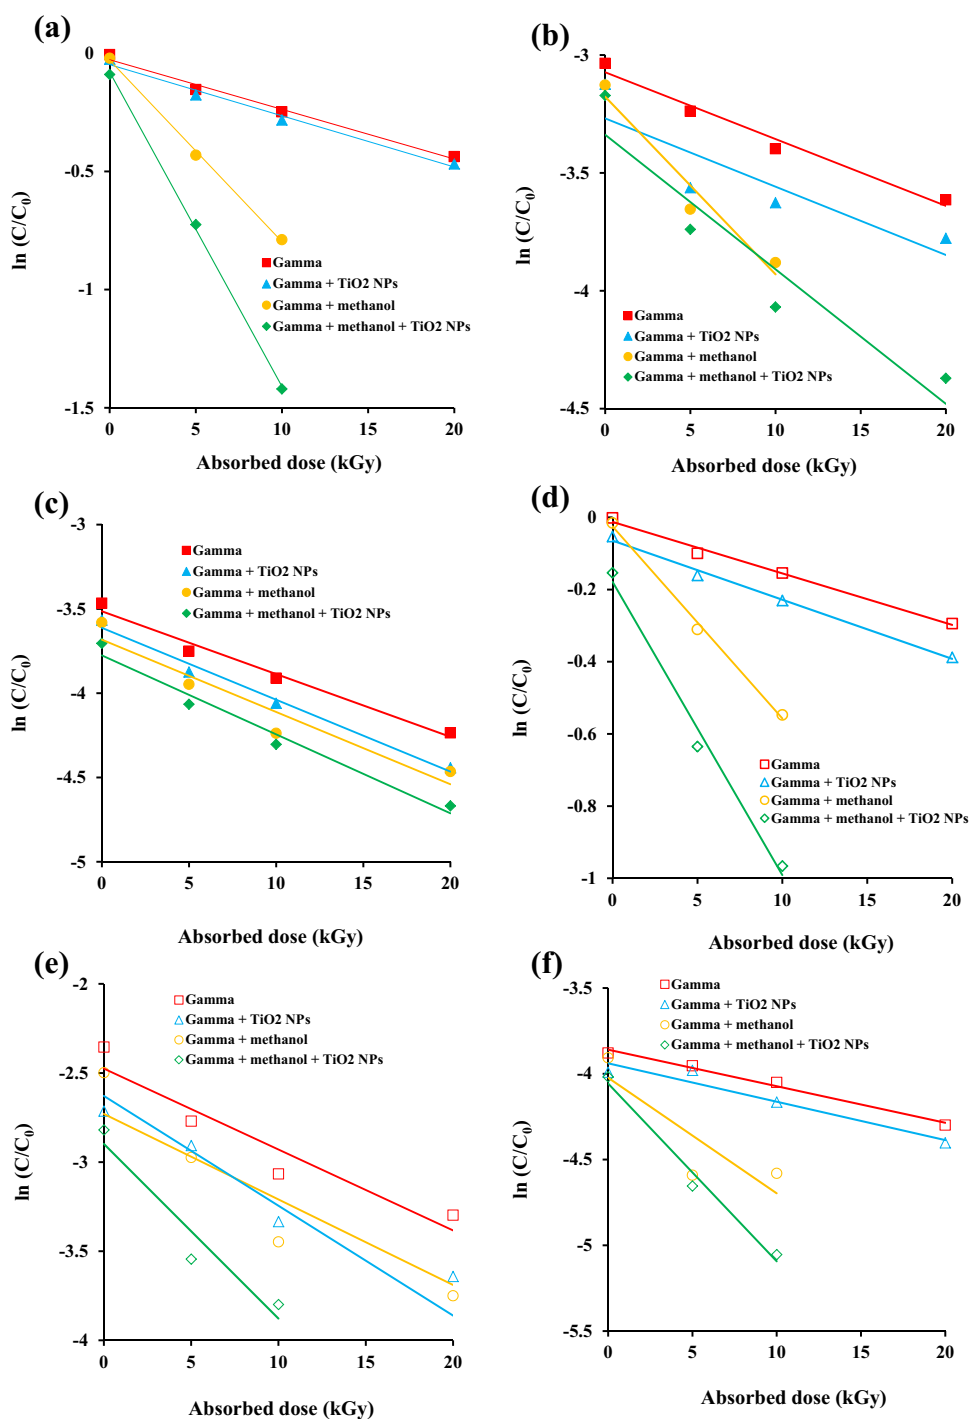 (a)
0
-0.5
-1
-1.5
ln (C/C0)
Gamma
Gamma + TiO2 NPs
Gamma + methanol
Gamma + methanol + TiO2 NPs
0 5 10 15 20
Absorbed dose (kGy)
(b)
-3
-3.5
-4
-4.5
ln (C/C0)
Gamma
Gamma + TiO2 NPs
Gamma + methanol
Gamma + methanol + TiO2 NPs
0 5 10 15 20
Absorbed dose (kGy)
(c)
-3
-3.5
-4
-4.5
-5
ln (C/C0)
Gamma
Gamma + TiO2 NPs
Gamma + methanol
Gamma + methanol + TiO2 NPs
0 5 10 15 20
Absorbed dose (kGy)
(d)
0
-0.2
-0.4
-0.6
-0.8
-1
ln (C/C0)
Gamma
Gamma + TiO2 NPs
Gamma + methanol
Gamma + methanol + TiO2 NPs
0 5 10 15 20
Absorbed dose (kGy)
(e)
-2
-2.5
-3
-3.5
-4
ln (C/C0)
Gamma
Gamma + TiO2 NPs
Gamma + methanol
Gamma + methanol + TiO2 NPs
0 5 10 15 20
Absorbed dose (kGy)
(f)
-3.5
-4
-4.5
-5
-5.5
ln (C/C0)
Gamma
Gamma + TiO2 NPs
Gamma + methanol
Gamma + methanol + TiO2 NPs
0 5 10 15 20
Absorbed dose (kGy)